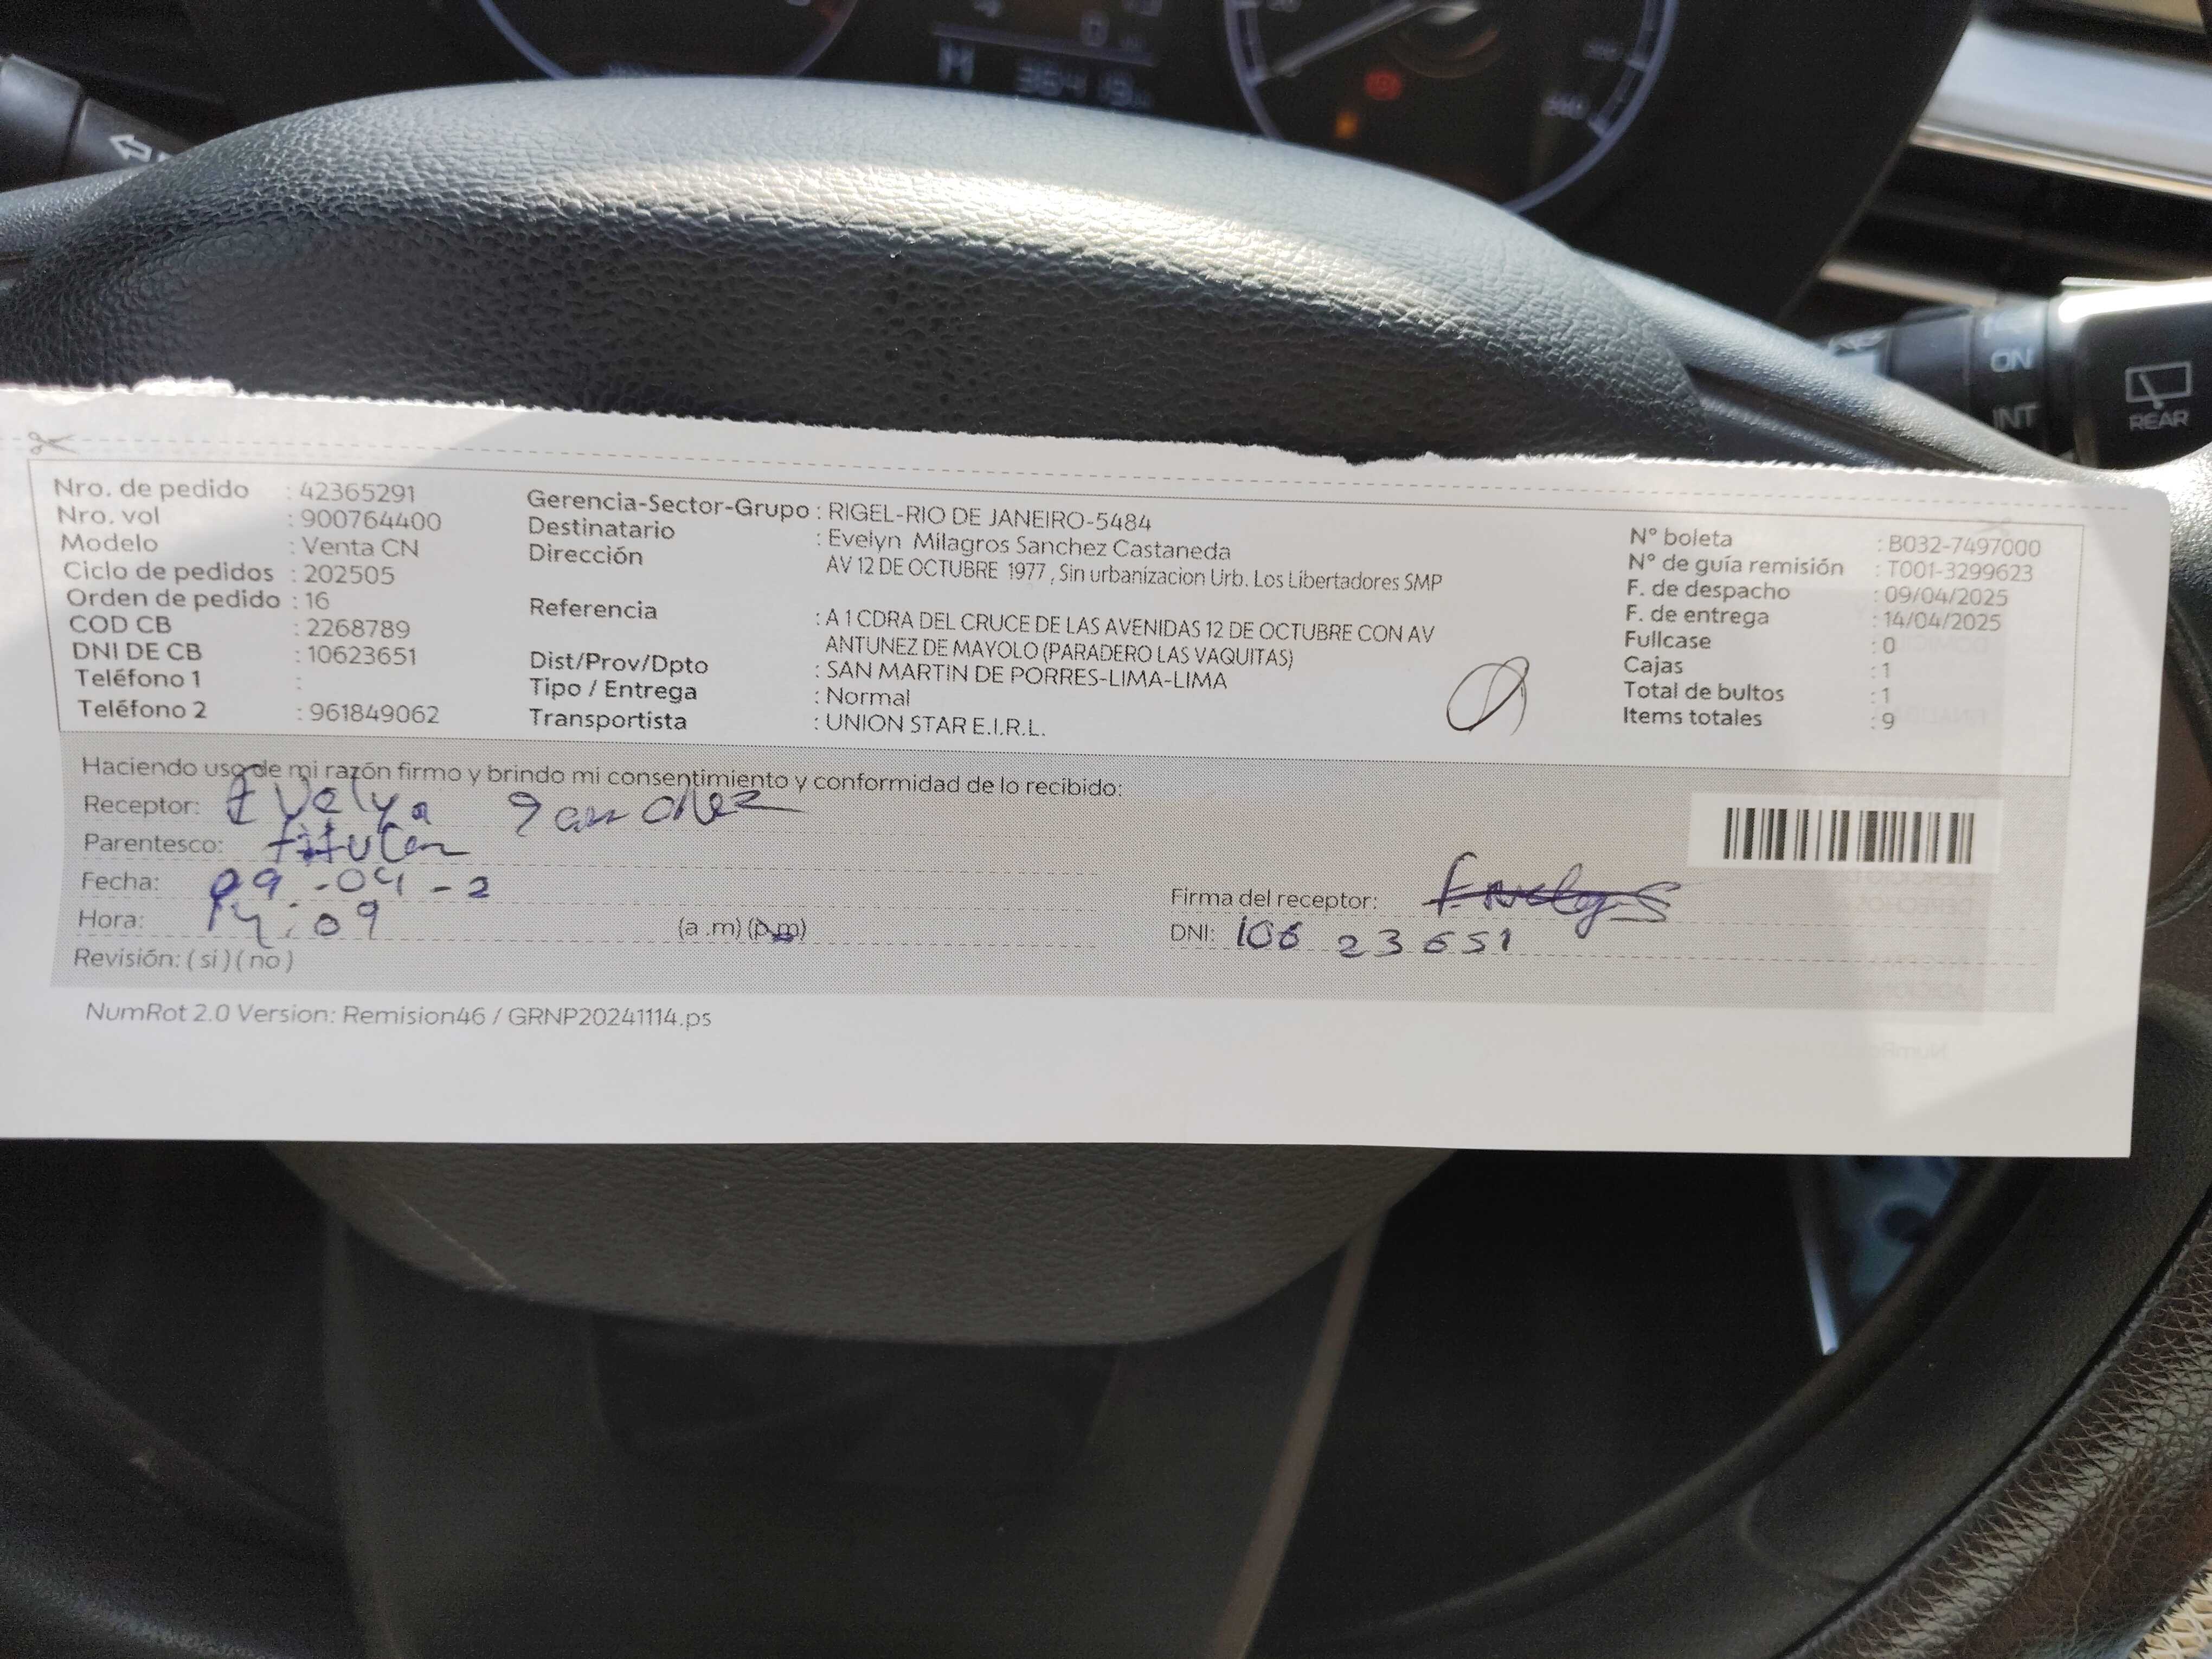 36419
240
ON
INT
REAR
Nro. de pedido : 42365291
Nro. vol : 900764400
Modelo : Venta CN
Ciclo de pedidos : 202505
Orden de pedido : 16
COD CB : 2268789
DNI DE CB : 10623651
Teléfono 1 :
Teléfono 2 : 961849062
Gerencia-Sector-Grupo : RIGEL-RIO DE JANEIRO-5484
Destinatario : Evelyn Milagros Sanchez Castaneda
Dirección AV 12 DE OCTUBRE 1977 , Sin urbanizacion Urb. Los Libertadores SMP
Referencia : A 1 CDRA DEL CRUCE DE LAS AVENIDAS 12 DE OCTUBRE CON AV
ANTUNEZ DE MAYOLO (PARADERO LAS VAQUITAS)
Dist/Prov/Dpto : SAN MARTIN DE PORRES-LIMA-LIMA
Tipo / Entrega : Normal
Transportista : UNION STAR E.I.R.L.
N° boleta : B032-7497000
N° de guía remisión : T001-3299623
F. de despacho : 09/04/2025
F. de entrega : 14/04/2025
Fullcase : 0
Cajas : 1
Total de bultos : 1
Items totales : 9
Haciendo uso de mi razón firmo y brindo mi consentimiento y conformidad de lo recibido:
Receptor: Evelyn Sanchez
Parentesco: titular
Fecha: 09-04-2
Hora: 14:09 (a .m) (p.m)
Revisión: ( si ) ( no )
Firma del receptor:
DNI: 106 23651
NumRot 2.0 Version: Remision46 / GRNP20241114.ps